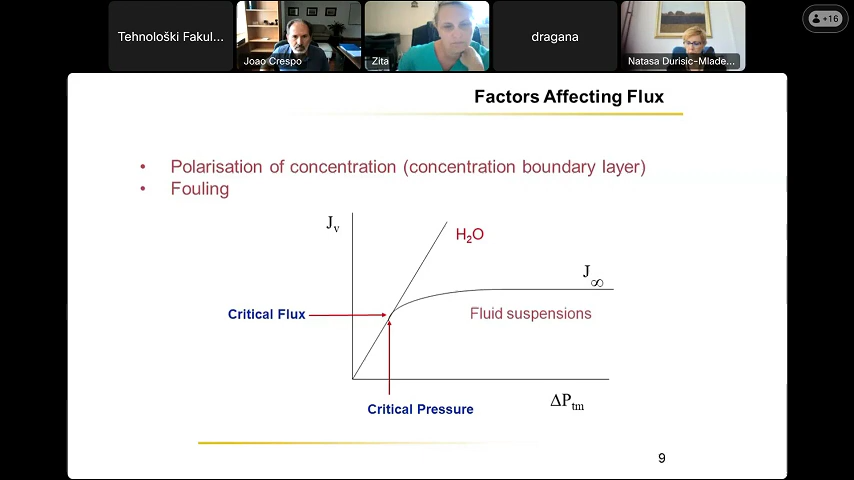 Tehnološki Fakul...
Joao Crespo
Zita
dragana
Natasa Durisic-Mlade...
+16
Factors Affecting Flux
• Polarisation of concentration (concentration boundary layer)
• Fouling
Jv
H2O
J∞
Critical Flux
Fluid suspensions
Critical Pressure
ΔPtm
9